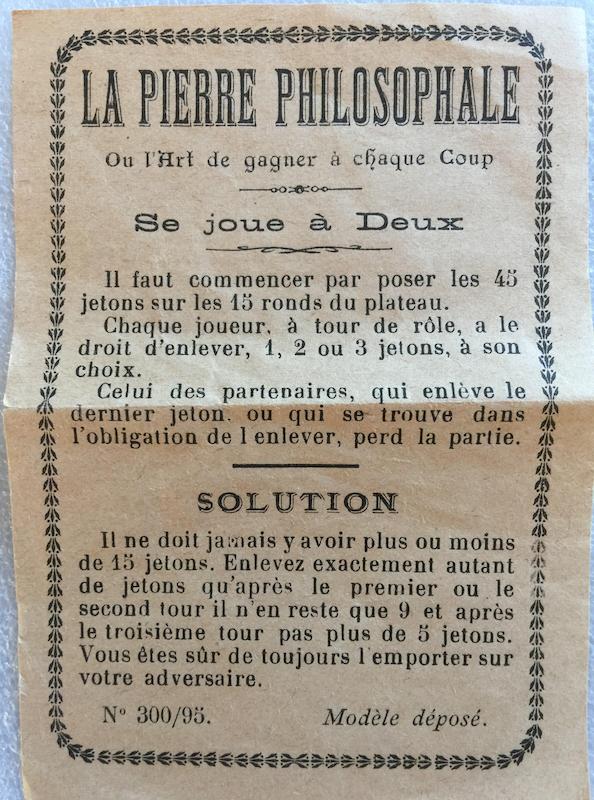 LA PIERRE PHILOSOPHALE
Ou l'Art de gagner à chaque Coup
Se joue à Deux
Il faut commencer par poser les 45
jetons sur les 15 ronds du plateau.
Chaque joueur, à tour de rôle, a le
droit d'enlever, 1, 2 ou 3 jetons, à son
choix.
Celui des partenaires, qui enlève le
dernier jeton. ou qui se trouve dans
l'obligation de l enlever, perd la partie.
SOLUTION
Il ne doit jamais y avoir plus ou moins
de 15 jetons. Enlevez exactement autant
de jetons qu'après le premier ou le
second tour il n'en reste que 9 et après
le troisième tour pas plus de 5 jetons.
Vous êtes sûr de toujours l'emporter sur
votre adversaire.
Nº 300/95. Modèle déposé.